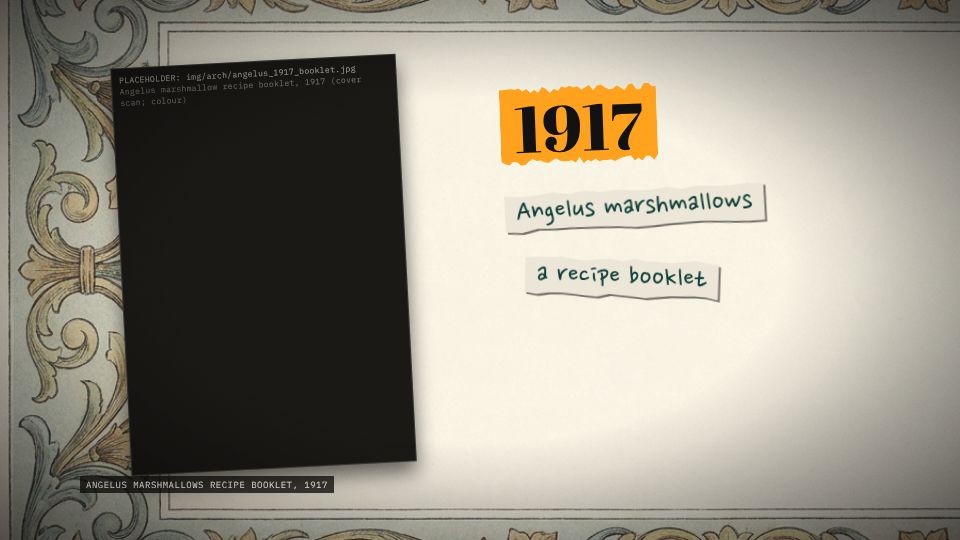 PLACEHOLDER: img/arch/angelus_1917_booklet.jpg
Angelus marshmallow recipe booklet, 1917 (cover
scan; colour)
1917
Angelus marshmallows
a recipe booklet
ANGELUS MARSHMALLOWS RECIPE BOOKLET, 1917